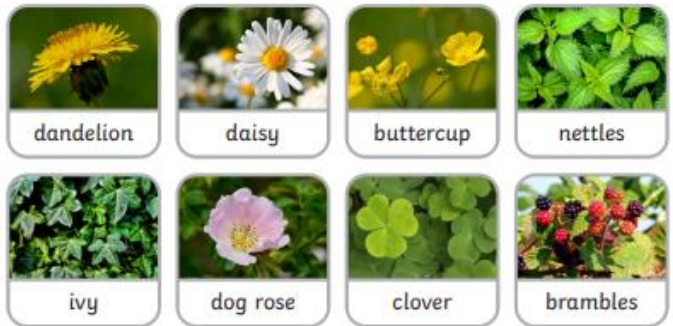 dandelion daisy buttercup nettles
ivy dog rose clover brambles